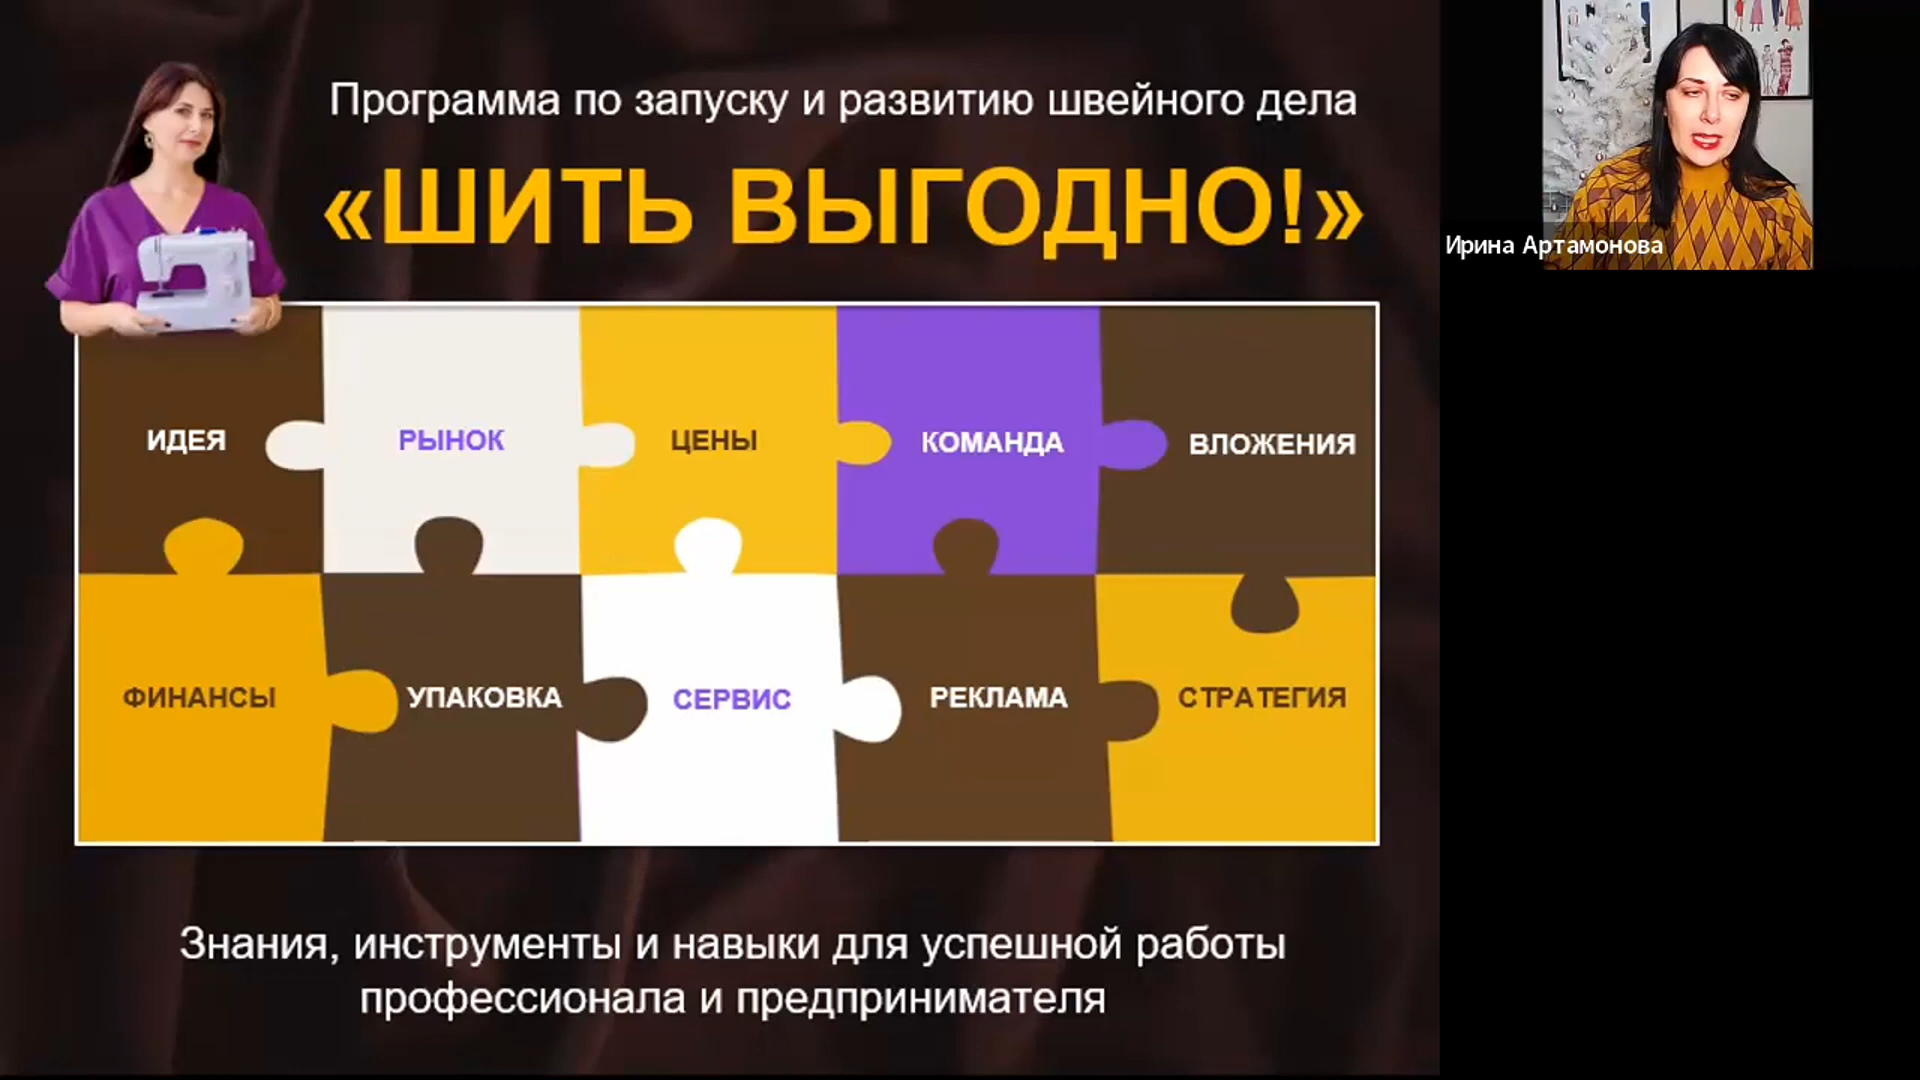 Программа по запуску и развитию швейного дела
«ШИТЬ ВЫГОДНО!»
Ирина Артамонова
ИДЕЯ
РЫНОК
ЦЕНЫ
КОМАНДА
ВЛОЖЕНИЯ
ФИНАНСЫ
УПАКОВКА
СЕРВИС
РЕКЛАМА
СТРАТЕГИЯ
Знания, инструменты и навыки для успешной работы
профессионала и предпринимателя